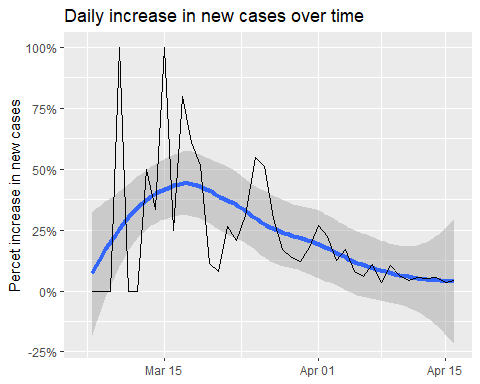 Daily increase in new cases over time
Percet increase in new cases
100%
75%
50%
25%
0%
-25%
Mar 15
Apr 01
Apr 15